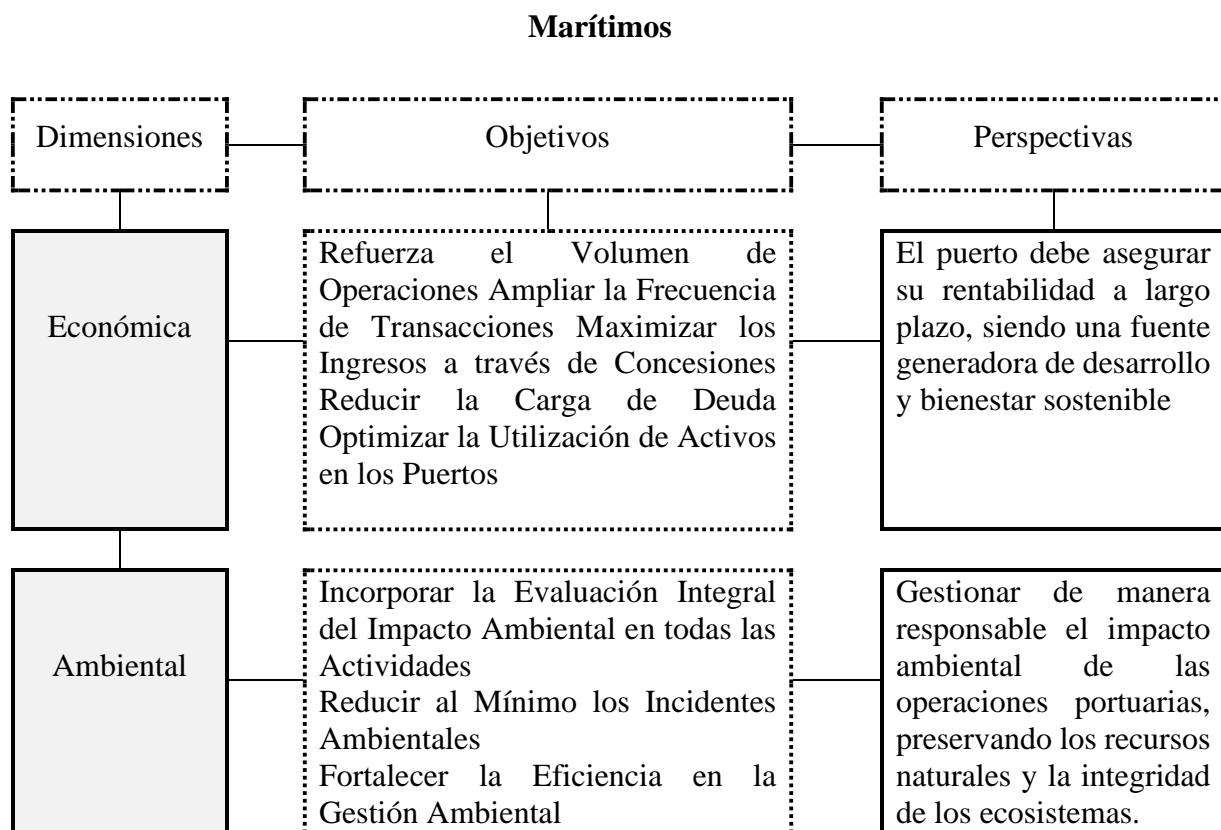 Marítimos
Dimensiones
Objetivos
Perspectivas
Económica
Refuerza el Volumen de
Operaciones Ampliar la Frecuencia
de Transacciones Maximizar los
Ingresos a través de Concesiones
Reducir la Carga de Deuda
Optimizar la Utilización de Activos
en los Puertos
El puerto debe asegurar
su rentabilidad a largo
plazo, siendo una fuente
generadora de desarrollo
y bienestar sostenible
Ambiental
Incorporar la Evaluación Integral
del Impacto Ambiental en todas las
Actividades
Reducir al Mínimo los Incidentes
Ambientales
Fortalecer la Eficiencia en la
Gestión Ambiental
Gestionar de manera
responsable el impacto
ambiental de las
operaciones portuarias,
preservando los recursos
naturales y la integridad
de los ecosistemas.